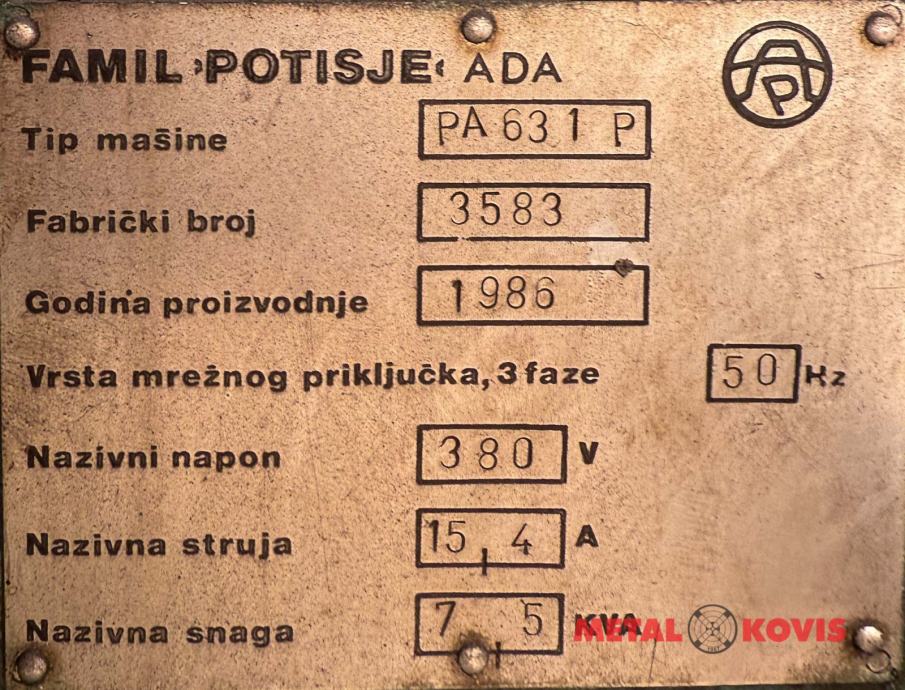 FAMIL ›POTISJE‹ ADA
AP
Tip mašine PA 631 P
Fabrički broj 3583
Godina proizvodnje 1986
Vrsta mrežnog priključka, 3 faze 50 Hz
Nazivni napon 380 V
Nazivna struja 15,4 A
Nazivna snaga 7,5 KVA
METAL KOVIS